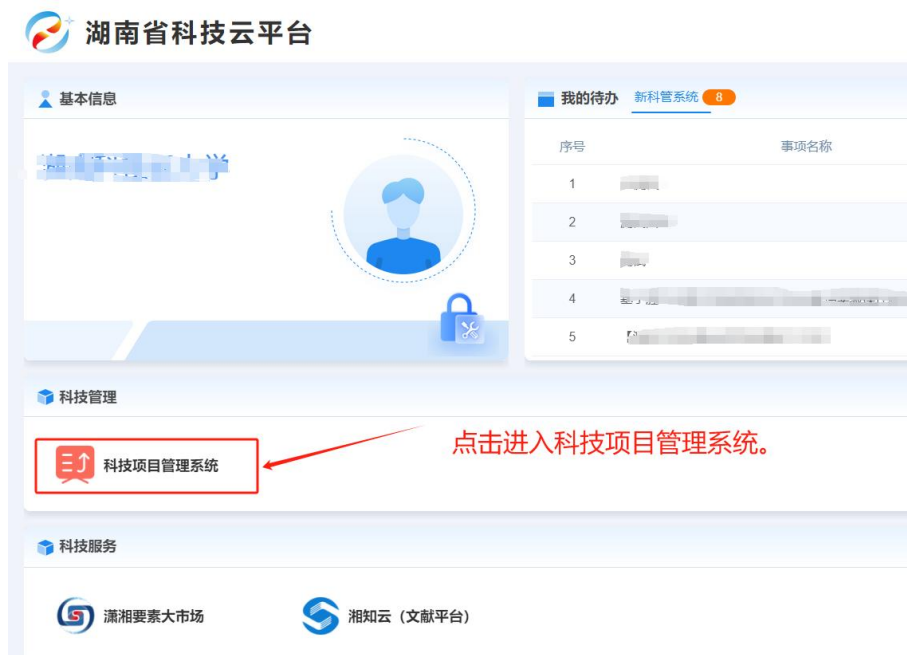 湖南省科技云平台
基本信息
我的待办 新科管系统 8
序号 事项名称
1
2
3
4
5
科技管理
科技项目管理系统
点击进入科技项目管理系统。
科技服务
潇湘要素大市场
湘知云（文献平台）